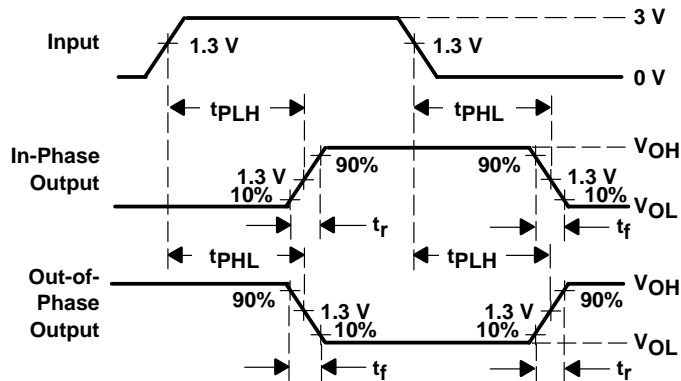 3 V
Input
1.3 V
1.3 V
0 V
tPLH
tPHL
In-Phase
Output
VOH
90%
90%
1.3 V
1.3 V
10%
10%
VOL
tr
tf
tPHL
tPLH
Out-of-
Phase
Output
VOH
90%
90%
1.3 V
1.3 V
10%
10%
VOL
tf
tr